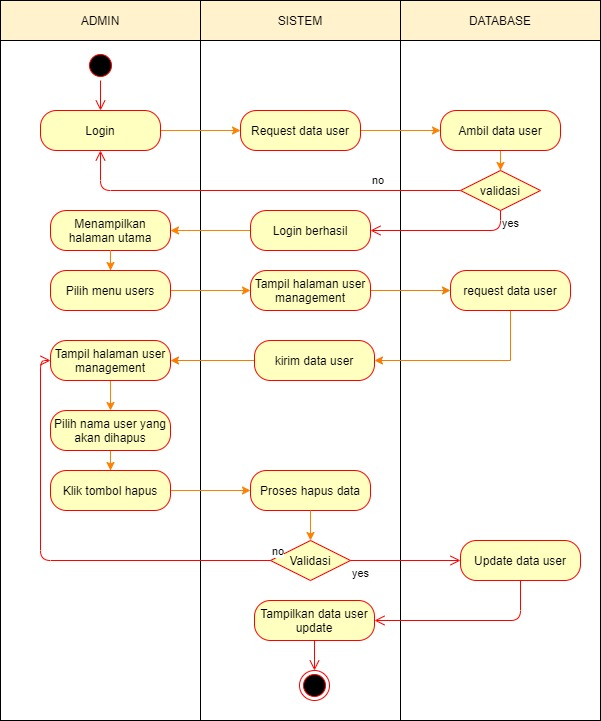 ADMIN
SISTEM
DATABASE
Login
Request data user
Ambil data user
no
validasi
yes
Menampilkan
halaman utama
Login berhasil
Pilih menu users
Tampil halaman user
management
request data user
Tampil halaman user
management
kirim data user
Pilih nama user yang
akan dihapus
Klik tombol hapus
Proses hapus data
no
Validasi
yes
Update data user
Tampilkan data user
update